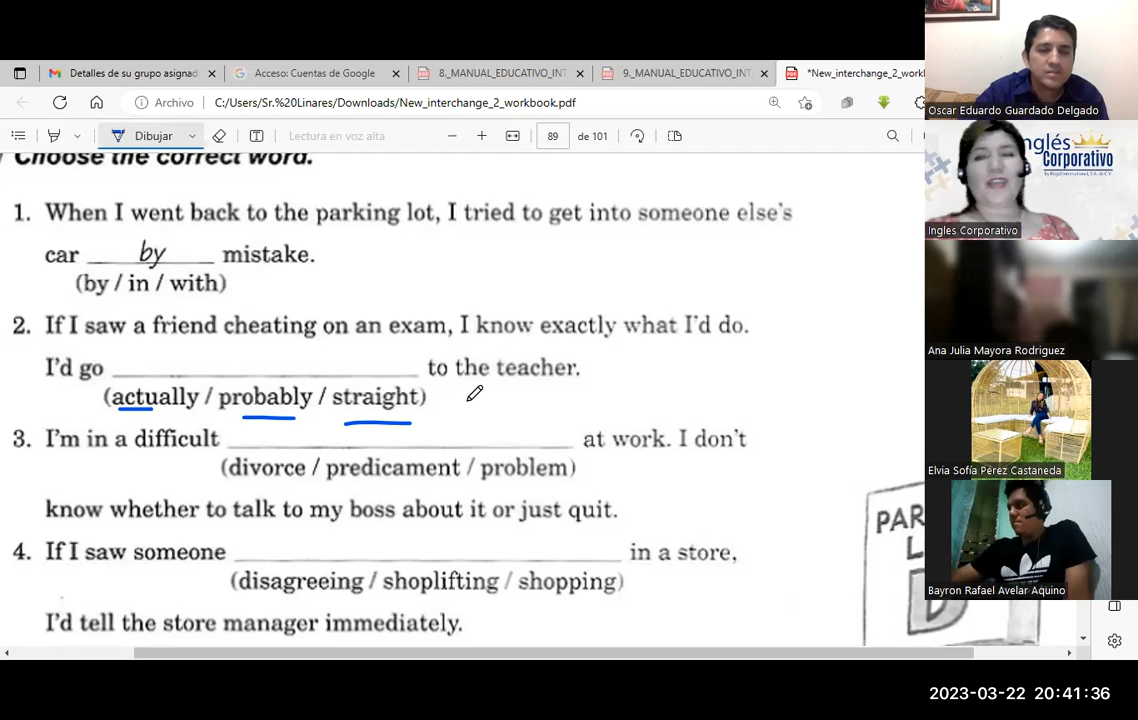 Detalles de su grupo asignad
Acceso: Cuentas de Google
8._MANUAL_EDUCATIVO_INT
9._MANUAL_EDUCATIVO_INT
*New_interchange_2_workl
Archivo
C:/Users/Sr.%20Linares/Downloads/New_interchange_2_workbook.pdf
Dibujar
Lectura en voz alta
89
de 101
Choose the correct word.
1. When I went back to the parking lot, I tried to get into someone else's
car by mistake.
(by / in / with)
2. If I saw a friend cheating on an exam, I know exactly what I'd do.
I'd go ____ to the teacher.
(actually / probably / straight)
3. I'm in a difficult ____ at work. I don't
(divorce / predicament / problem)
know whether to talk to my boss about it or just quit.
4. If I saw someone ____ in a store,
(disagreeing / shoplifting / shopping)
I'd tell the store manager immediately.
PAR
L
Oscar Eduardo Guardado Delgado
nglés
Corporativo
Ingles Corporativo
Ana Julia Mayora Rodriguez
Elvia Sofía Pérez Castaneda
Bayron Rafael Avelar Aquino
2023-03-22 20:41:36